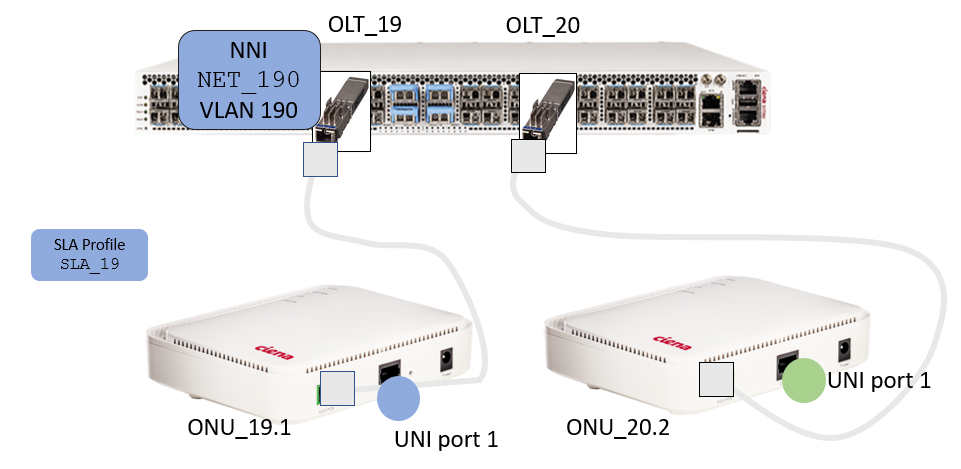 OLT_19
OLT_20
NNI
NET_190
VLAN 190
ciena
SLA Profile
SLA_19
ciena
ciena
UNI port 1
ONU_19.1
UNI port 1
ONU_20.2